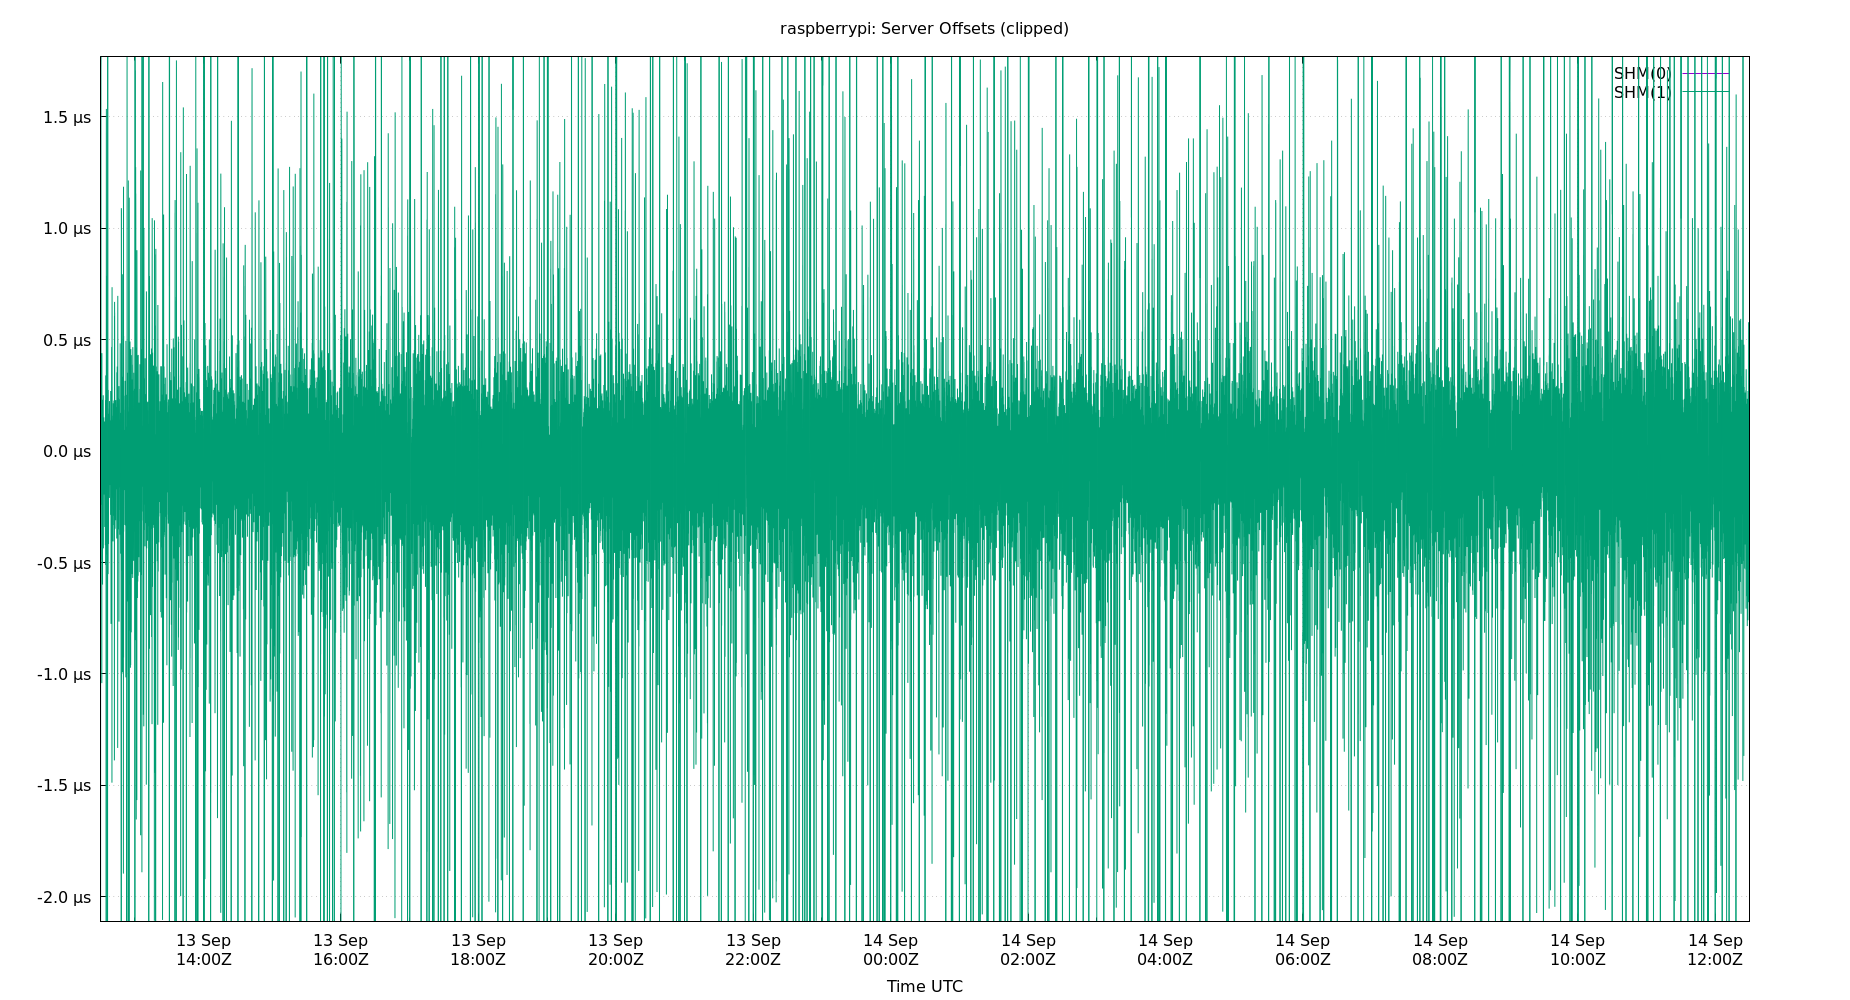 raspberrypi: Server Offsets (clipped)
SHM(0)
SHM(1)
1.5 µs
1.0 µs
0.5 µs
0.0 µs
-0.5 µs
-1.0 µs
-1.5 µs
-2.0 µs
13 Sep 13 Sep 13 Sep 13 Sep 13 Sep 14 Sep 14 Sep 14 Sep 14 Sep 14 Sep 14 Sep 14 Sep
14:00Z 16:00Z 18:00Z 20:00Z 22:00Z 00:00Z 02:00Z 04:00Z 06:00Z 08:00Z 10:00Z 12:00Z
Time UTC